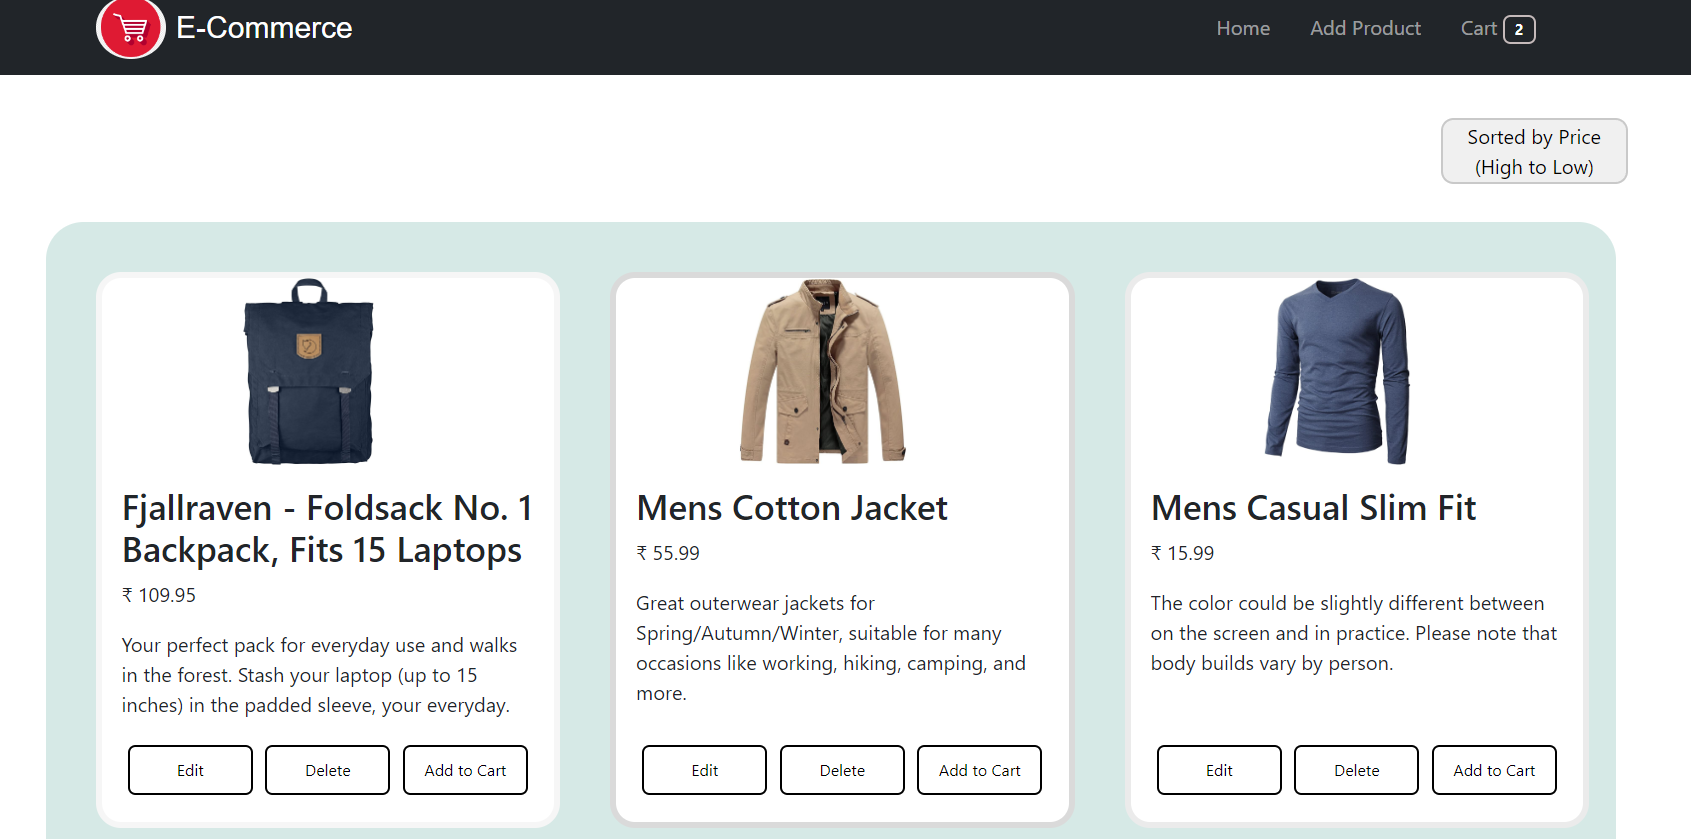 E-Commerce
Home
Add Product
Cart 2
Sorted by Price
(High to Low)
Fjallraven - Foldsack No. 1
Backpack, Fits 15 Laptops
₹ 109.95
Your perfect pack for everyday use and walks
in the forest. Stash your laptop (up to 15
inches) in the padded sleeve, your everyday.
Edit
Delete
Add to Cart
Mens Cotton Jacket
₹ 55.99
Great outerwear jackets for
Spring/Autumn/Winter, suitable for many
occasions like working, hiking, camping, and
more.
Edit
Delete
Add to Cart
Mens Casual Slim Fit
₹ 15.99
The color could be slightly different between
on the screen and in practice. Please note that
body builds vary by person.
Edit
Delete
Add to Cart